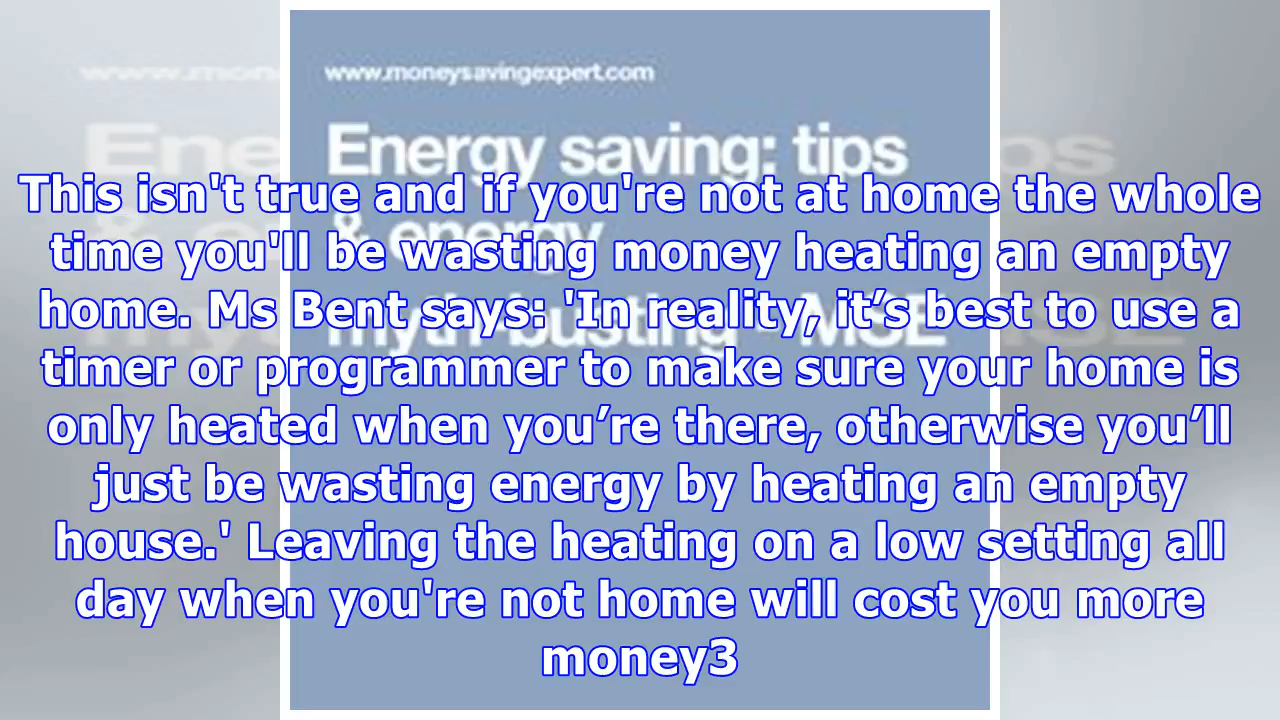 www.moneysavingexpert.com
Energy saving: tips
& energy
myth-busting - MSE
This isn't true and if you're not at home the whole
time you'll be wasting money heating an empty
home. Ms Bent says: 'In reality, it’s best to use a
timer or programmer to make sure your home is
only heated when you’re there, otherwise you’ll
just be wasting energy by heating an empty
house.' Leaving the heating on a low setting all
day when you're not home will cost you more
money3